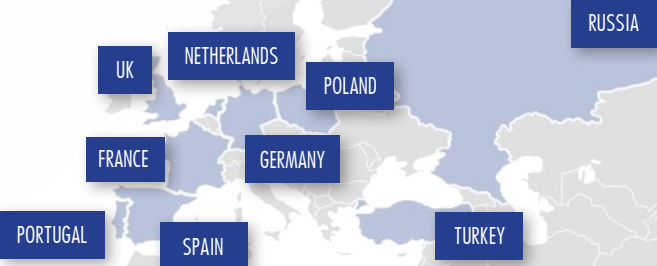 RUSSIA
UK
NETHERLANDS
POLAND
FRANCE
GERMANY
PORTUGAL
SPAIN
TURKEY